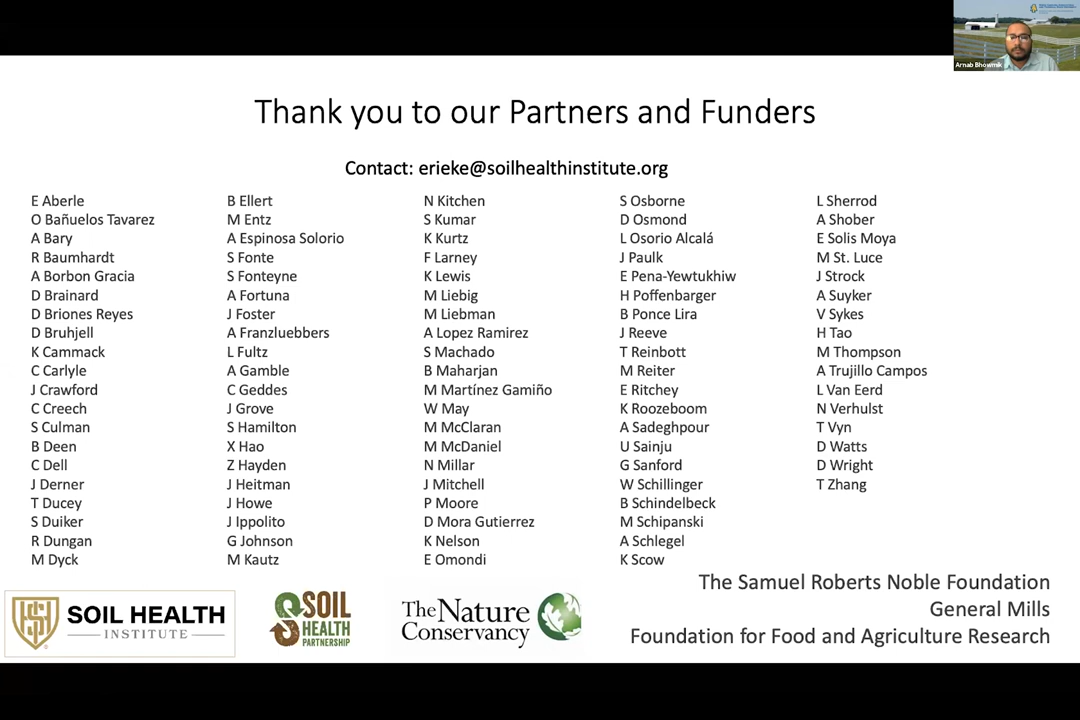 Arnab Bhowmik
Thank you to our Partners and Funders
Contact: erieke@soilhealthinstitute.org
E Aberle
O Bañuelos Tavarez
A Bary
R Baumhardt
A Borbon Gracia
D Brainard
D Briones Reyes
D Bruhjell
K Cammack
C Carlyle
J Crawford
C Creech
S Culman
B Deen
C Dell
J Derner
T Ducey
S Duiker
R Dungan
M Dyck
B Ellert
M Entz
A Espinosa Solorio
S Fonte
S Fonteyne
A Fortuna
J Foster
A Franzluebbers
L Fultz
A Gamble
C Geddes
J Grove
S Hamilton
X Hao
Z Hayden
J Heitman
J Howe
J Ippolito
G Johnson
M Kautz
N Kitchen
S Kumar
K Kurtz
F Larney
K Lewis
M Liebig
M Liebman
A Lopez Ramirez
S Machado
B Maharjan
M Martínez Gamiño
W May
M McClaran
M McDaniel
N Millar
J Mitchell
P Moore
D Mora Gutierrez
K Nelson
E Omondi
S Osborne
D Osmond
L Osorio Alcalá
J Paulk
E Pena-Yewtukhiw
H Poffenbarger
B Ponce Lira
J Reeve
T Reinbott
M Reiter
E Ritchey
K Roozeboom
A Sadeghpour
U Sainju
G Sanford
W Schillinger
B Schindelbeck
M Schipanski
A Schlegel
K Scow
L Sherrod
A Shober
E Solis Moya
M St. Luce
J Strock
A Suyker
V Sykes
H Tao
M Thompson
A Trujillo Campos
L Van Eerd
N Verhulst
T Vyn
D Watts
D Wright
T Zhang
The Samuel Roberts Noble Foundation
General Mills
Foundation for Food and Agriculture Research
SOIL HEALTH
INSTITUTE
SOIL
HEALTH
PARTNERSHIP
The Nature
Conservancy